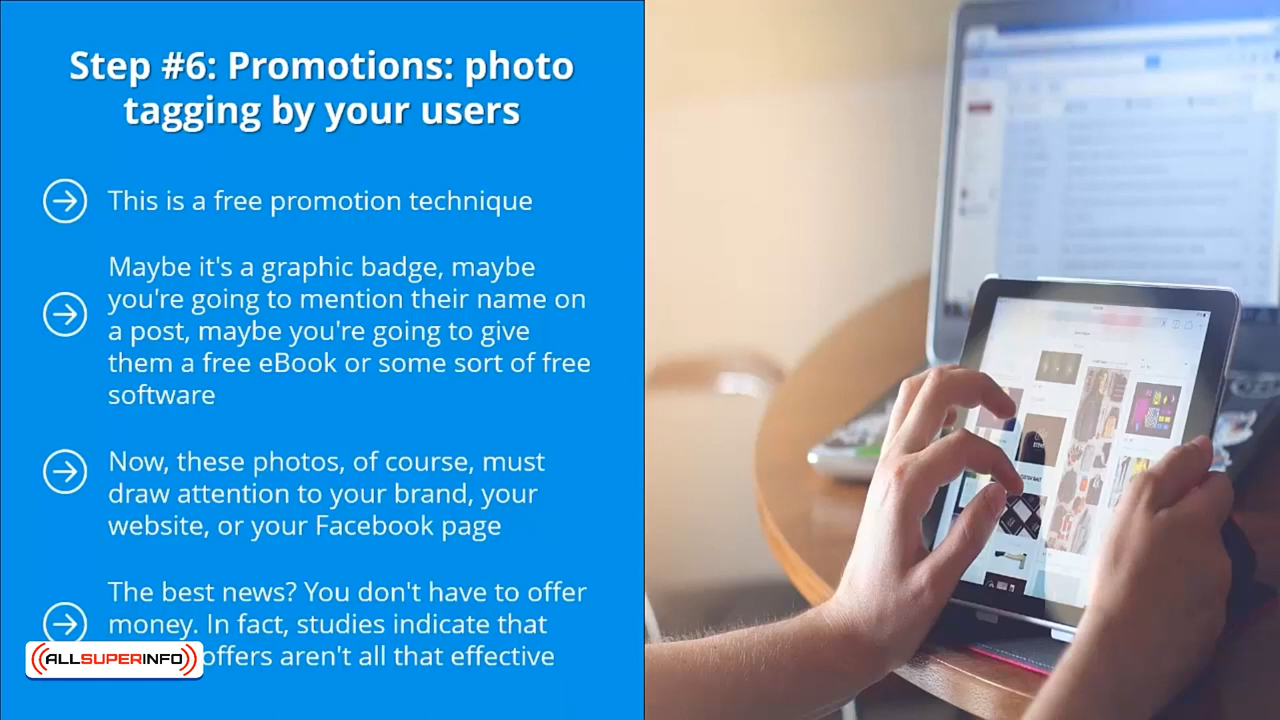 Step #6: Promotions: photo
tagging by your users
This is a free promotion technique
Maybe it's a graphic badge, maybe
you're going to mention their name on
a post, maybe you're going to give
them a free eBook or some sort of free
software
Now, these photos, of course, must
draw attention to your brand, your
website, or your Facebook page
The best news? You don't have to offer
money. In fact, studies indicate that
offers aren't all that effective
ALLSUPERINFO